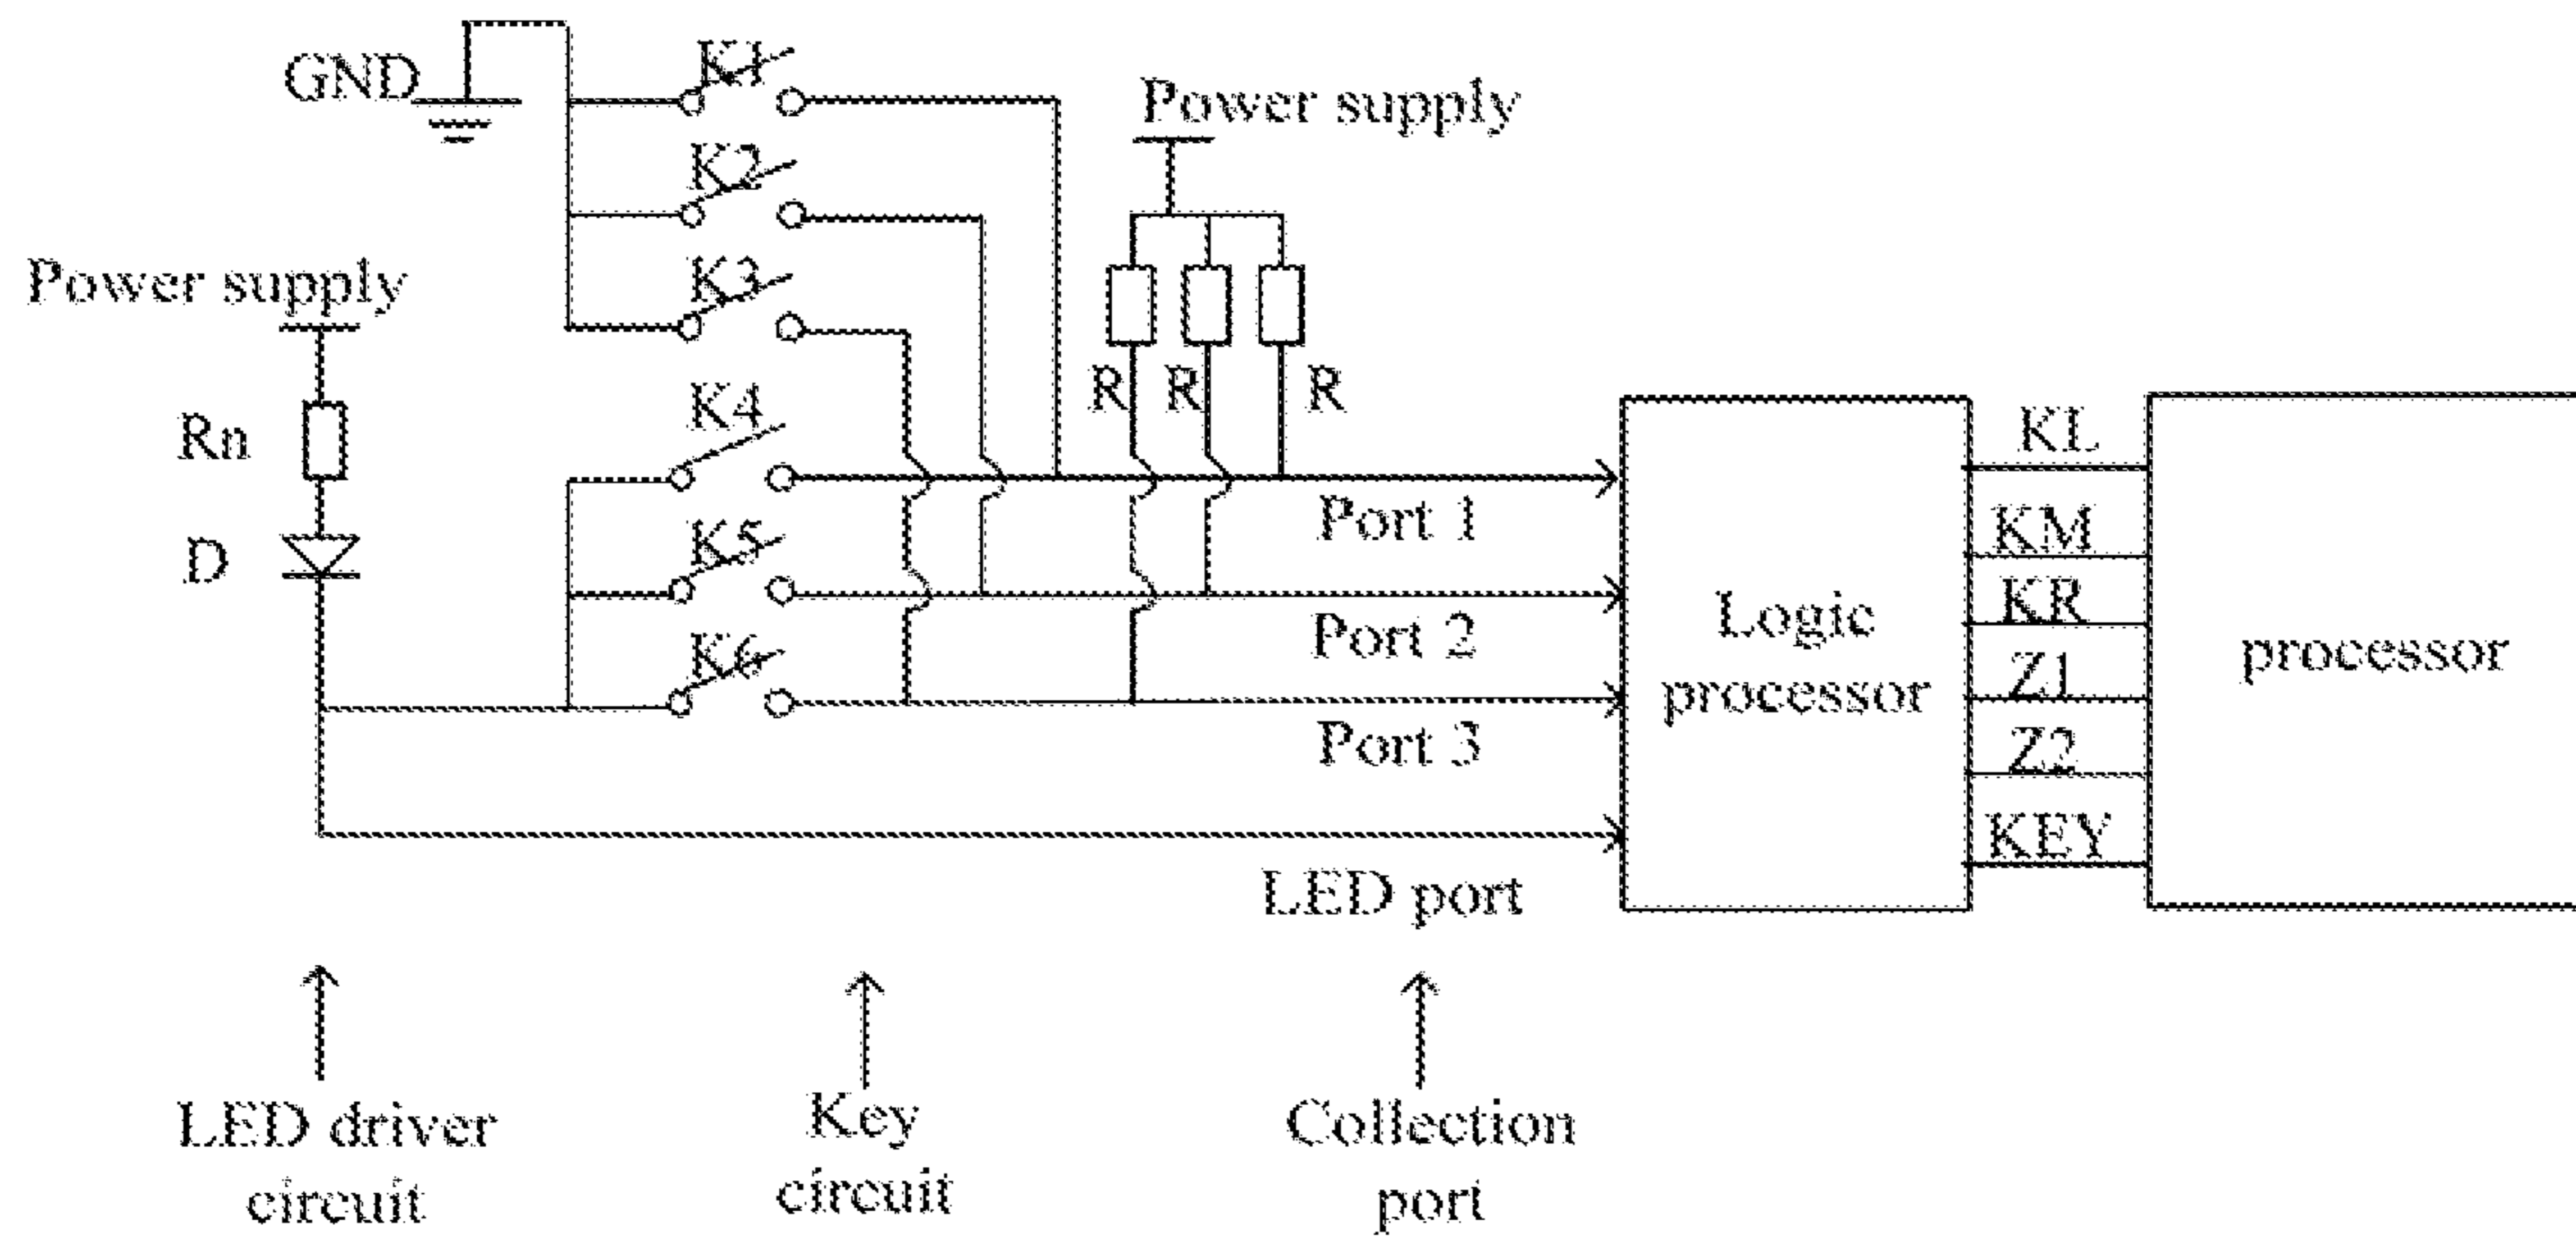 GND
K1
Power supply
K2
K3
Power supply
R
R
R
K4
Rn
KL
Port 1
K5
KM
D
KR
Port 2
Logic
processor
K6
Z1
processor
Port 3
Z2
KEY
LED port
LED driver
circuit
Key
circuit
Collection
port